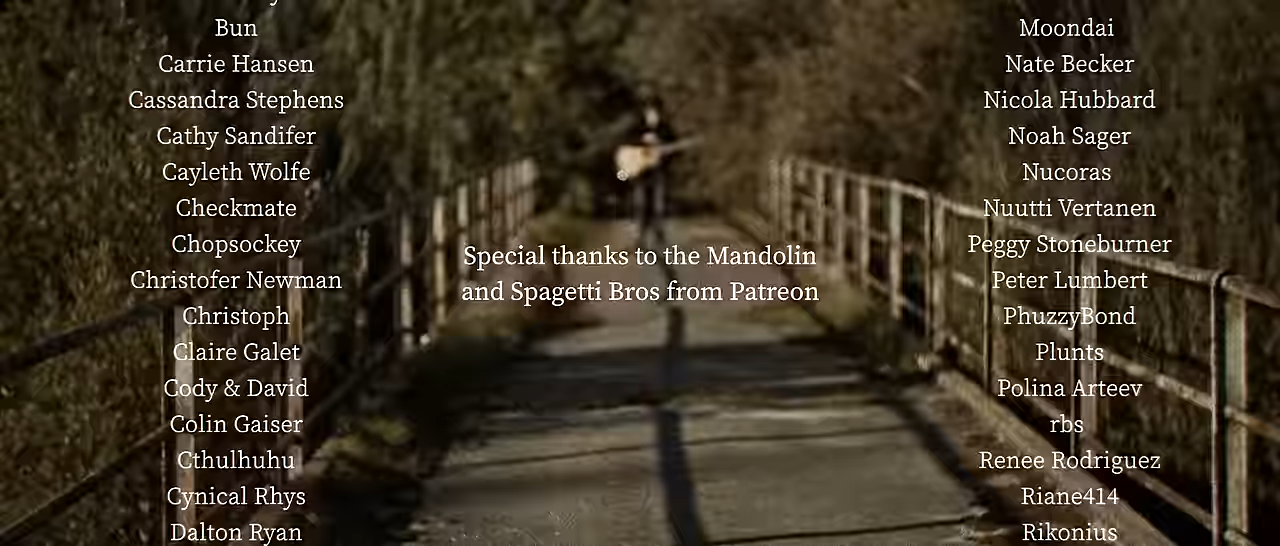 Bun
Carrie Hansen
Cassandra Stephens
Cathy Sandifer
Cayleth Wolfe
Checkmate
Chopsockey
Christofer Newman
Christoph
Claire Galet
Cody & David
Colin Gaiser
Cthulhuhu
Cynical Rhys
Dalton Ryan
Special thanks to the Mandolin
and Spagetti Bros from Patreon
Moondai
Nate Becker
Nicola Hubbard
Noah Sager
Nucoras
Nuutti Vertanen
Peggy Stoneburner
Peter Lumbert
PhuzzyBond
Plunts
Polina Arteev
rbs
Renee Rodriguez
Riane414
Rikonius